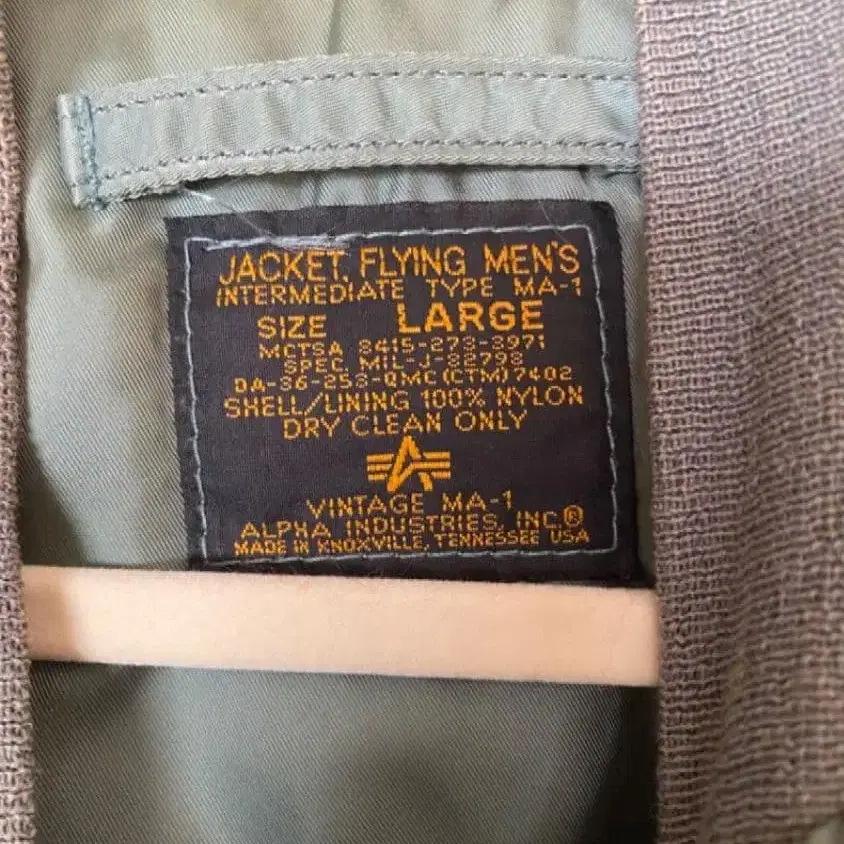 JACKET, FLYING MEN'S
INTERMEDIATE TYPE MA-1
SIZE LARGE
MCTSA 8415-273-3971
SPEC. MIL-J-82798
DA-36-253-QMC(CTM)7402
SHELL/LINING 100% NYLON
DRY CLEAN ONLY
VINTAGE MA-1
ALPHA INDUSTRIES, INC.®
MADE IN KNOXVILLE, TENNESSEE USA